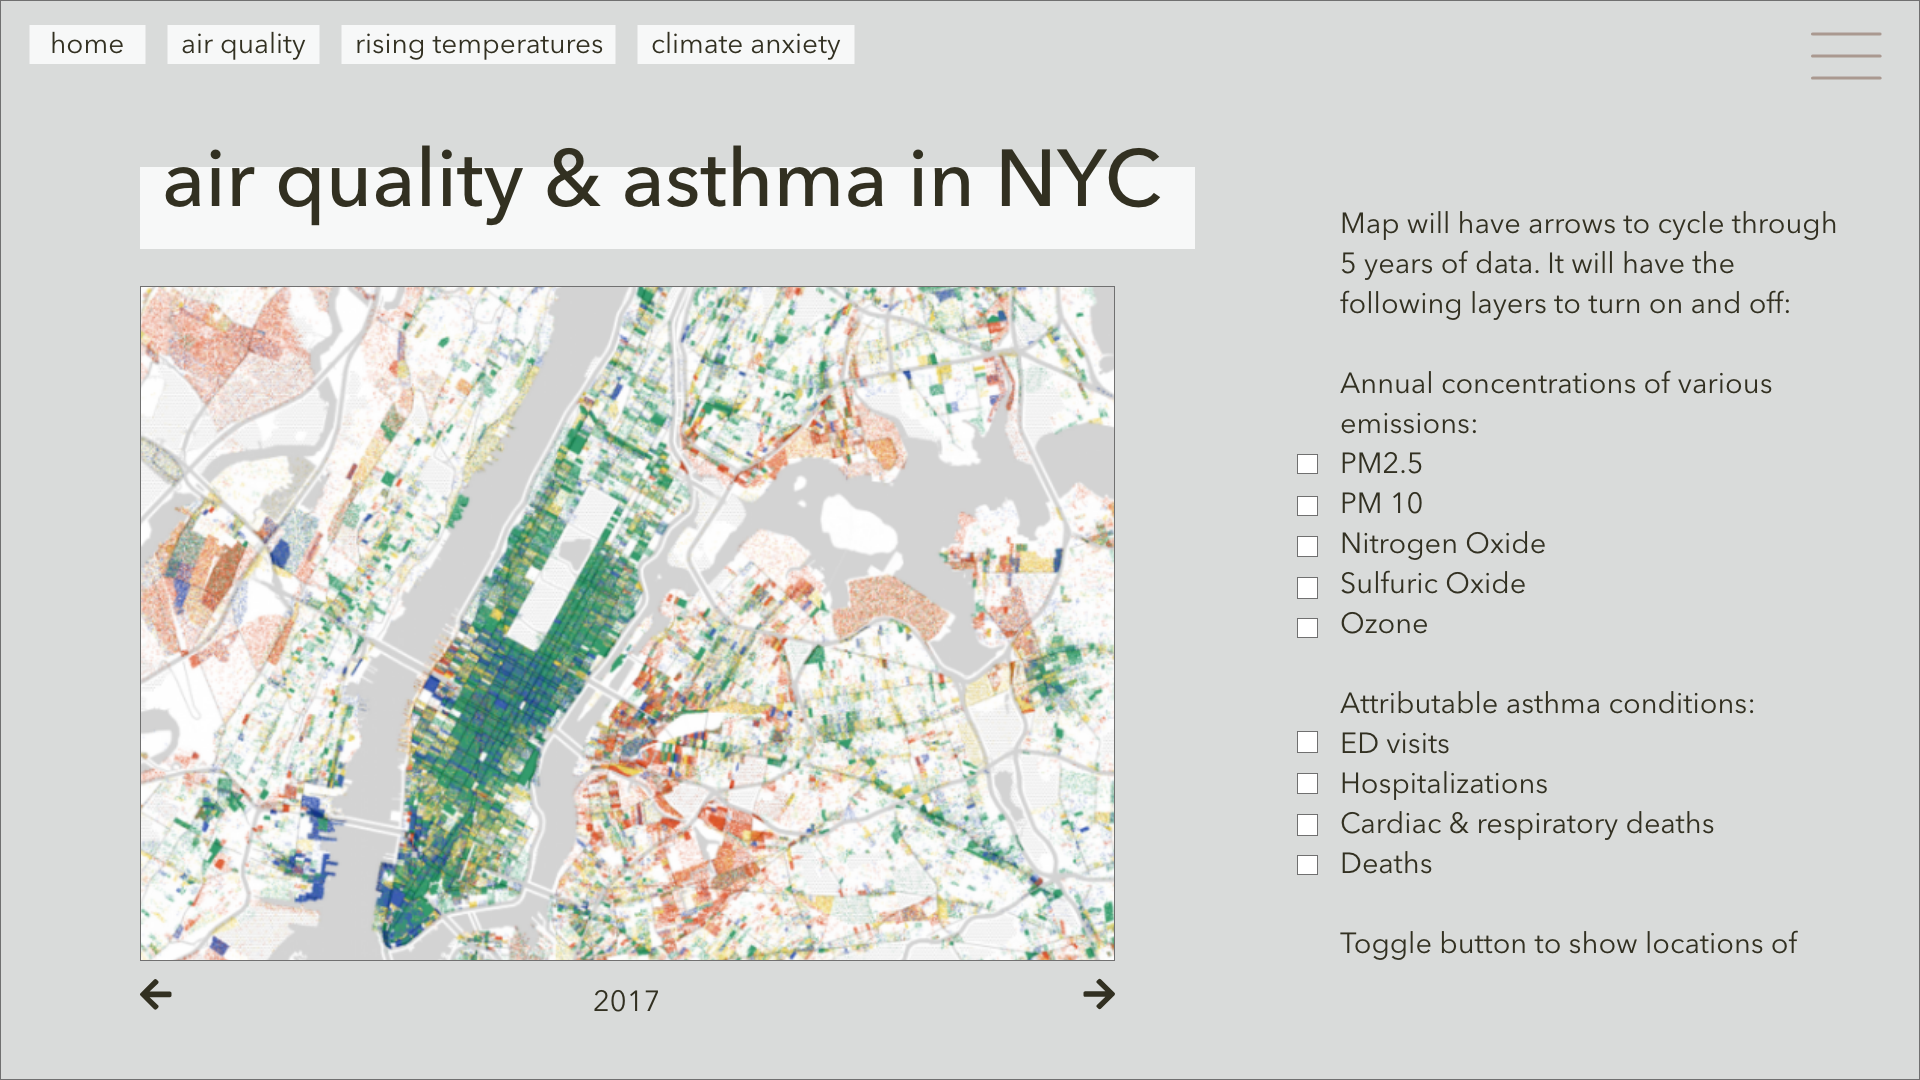 home
air quality
rising temperatures
climate anxiety
air quality & asthma in NYC
Map will have arrows to cycle through
5 years of data. It will have the
following layers to turn on and off:
Annual concentrations of various
emissions:
PM2.5
PM 10
Nitrogen Oxide
Sulfuric Oxide
Ozone
Attributable asthma conditions:
ED visits
Hospitalizations
Cardiac & respiratory deaths
Deaths
Toggle button to show locations of
2017